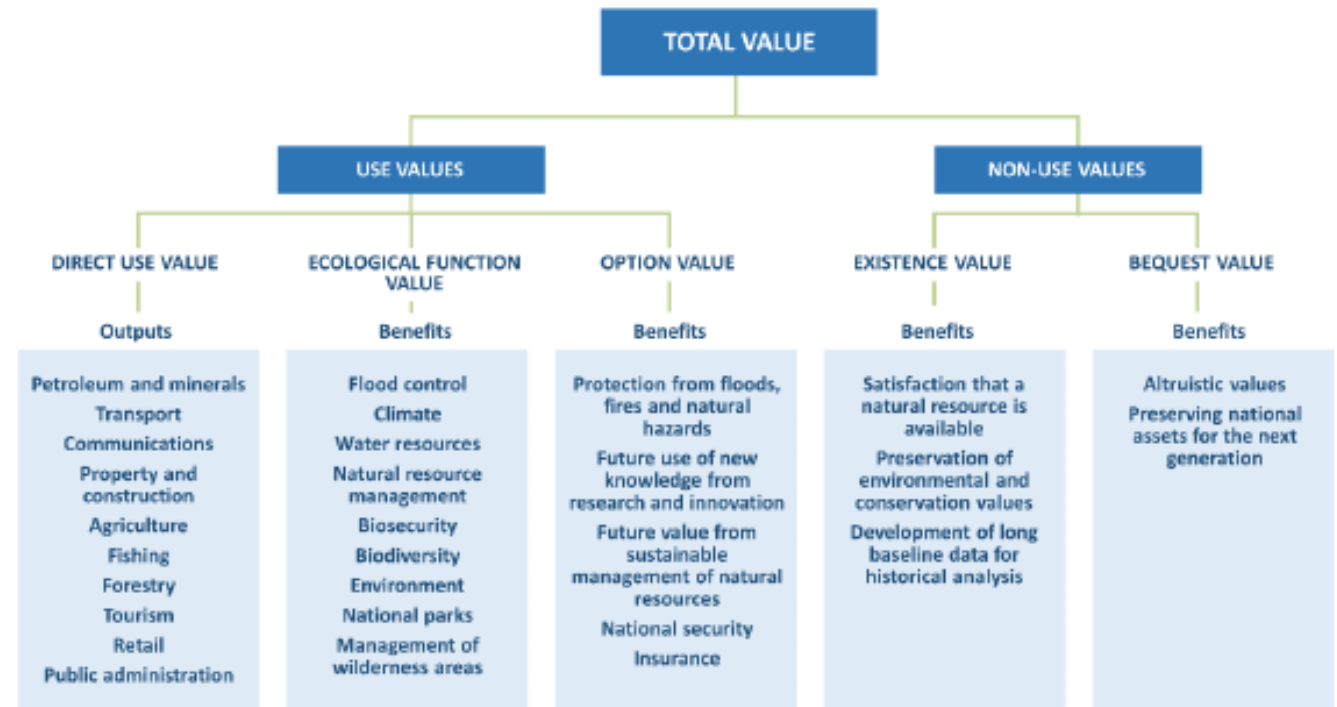 TOTAL VALUE
USE VALUES
NON-USE VALUES
DIRECT USE VALUE
ECOLOGICAL FUNCTION
VALUE
OPTION VALUE
EXISTENCE VALUE
BEQUEST VALUE
Outputs
Benefits
Benefits
Benefits
Benefits
Petroleum and minerals
Transport
Communications
Property and
construction
Agriculture
Fishing
Forestry
Tourism
Retail
Public administration
Flood control
Climate
Water resources
Natural resource
management
Biosecurity
Biodiversity
Environment
National parks
Management of
wilderness areas
Protection from floods,
fires and natural
hazards
Future use of new
knowledge from
research and innovation
Future value from
sustainable
management of natural
resources
National security
Insurance
Satisfaction that a
natural resource is
available
Preservation of
environmental and
conservation values
Development of long
baseline data for
historical analysis
Altruistic values
Preserving national
assets for the next
generation